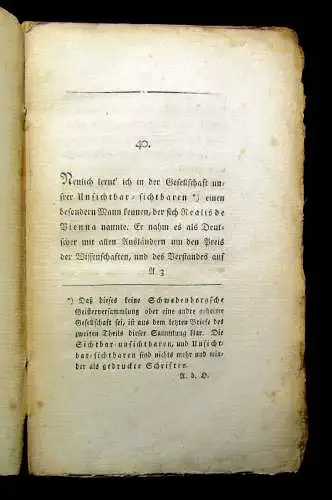 40.
Neulich lernt' ich in der Gesellschaft un-
srer Unsichtbar-sichtbaren *) einen
besondern Mann kennen, der sich Realis de
Vienna nannte. Er nahm es als Deut-
scher mit allen Ausländern um den Preis
der Wissenschaften, und des Verstandes auf
A 3
*) Daß dieses keine Schwedenborgsche
Geisterversammlung oder eine andre geheime
Gesellschaft sei, ist aus dem letzten Briefe des
zweiten Theils dieser Sammlung klar. Die
Sichtbar-unsichtbaren, und Unsicht-
bar-sichtbaren sind nichts mehr und min-
der als gedruckte Schriften.
A. d. H.